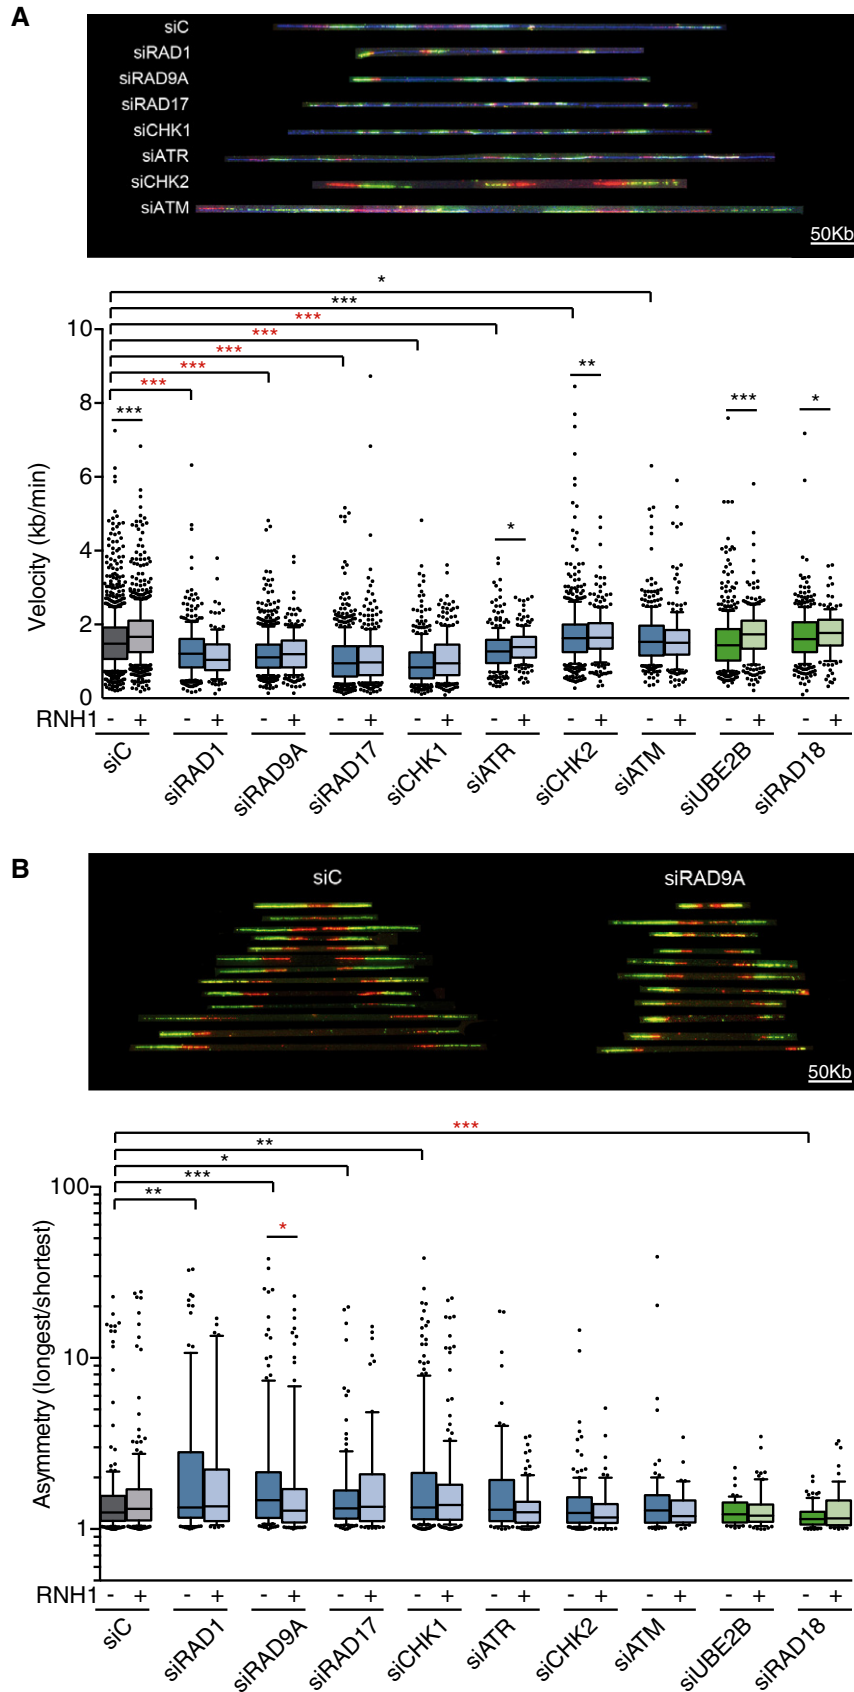 A
siC
siRAD1
siRAD9A
siRAD17
siCHK1
siATR
siCHK2
siATM
50Kb
*
***
***
***
***
***
***
***
*
**
***
*
Velocity (kb/min)
10
8
6
4
2
0
RNH1 - + - + - + - + - + - + - + - + - + - +
siC siRAD1 siRAD9A siRAD17 siCHK1 siATR siCHK2 siATM siUBE2B siRAD18
B
siC siRAD9A
50Kb
***
**
*
***
**
*
Asymmetry (longest/shortest)
100
10
1
RNH1 - + - + - + - + - + - + - + - + - + - +
siC siRAD1 siRAD9A siRAD17 siCHK1 siATR siCHK2 siATM siUBE2B siRAD18